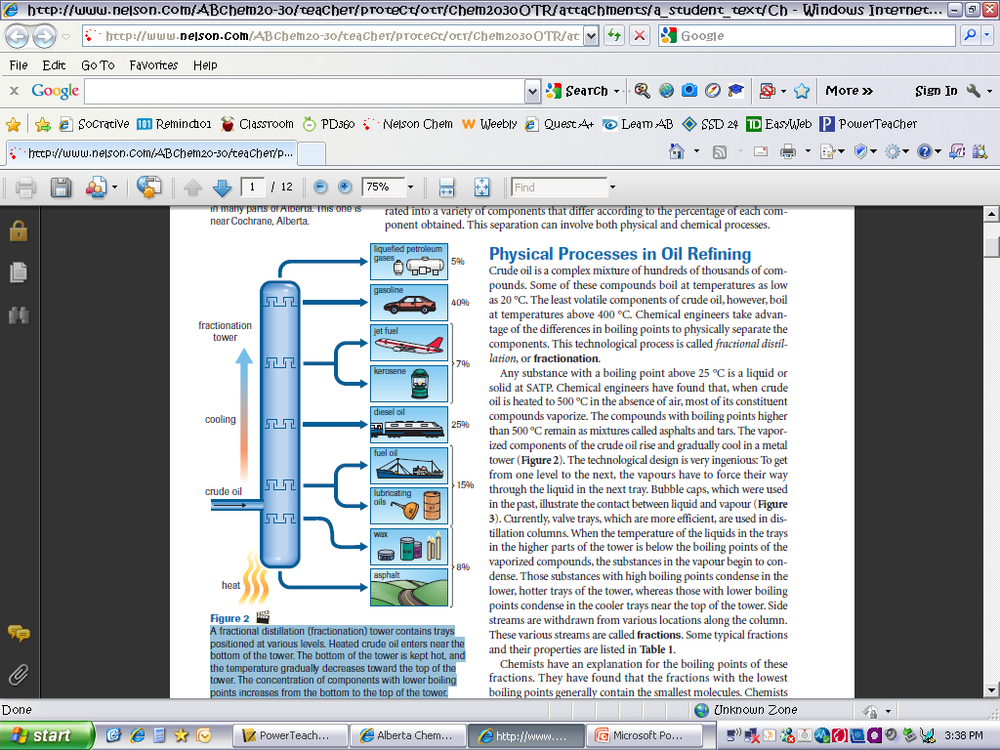 http://www.nelson.com/ABChem20-30/teacher/protect/otr/Chem2030OTR/attachments/a_student_text/Ch - Windows Internet...
http://www.nelson.com/ABChem20-30/teacher/protect/otr/Chem2030OTR/at
Google
File Edit Go To Favorites Help
x Google Search More >> Sign In
Socrative 101 Remind101 Classroom PD360 Nelson Chem W Weebly Quest A+ Learn AB SSD 24 TD EasyWeb P PowerTeacher
http://www.nelson.com/ABChem20-30/teacher/p...
1 / 12 75% Find
in many parts of Alberta. This one is
near Cochrane, Alberta.
rated into a variety of components that differ according to the percentage of each com-
ponent obtained. This separation can involve both physical and chemical processes.
liquefied petroleum
gases
5%
gasoline
40%
fractionation
tower
jet fuel
7%
kerosene
cooling
diesel oil
25%
fuel oil
15%
crude oil
lubricating
oils
wax
8%
heat
asphalt
Figure 2
A fractional distillation (fractionation) tower contains trays
positioned at various levels. Heated crude oil enters near the
bottom of the tower. The bottom of the tower is kept hot, and
the temperature gradually decreases toward the top of the
tower. The concentration of components with lower boiling
points increases from the bottom to the top of the tower.
Physical Processes in Oil Refining
Crude oil is a complex mixture of hundreds of thousands of com-
pounds. Some of these compounds boil at temperatures as low
as 20 °C. The least volatile components of crude oil, however, boil
at temperatures above 400 °C. Chemical engineers take advan-
tage of the differences in boiling points to physically separate the
components. This technological process is called fractional distil-
lation, or fractionation.
Any substance with a boiling point above 25 °C is a liquid or
solid at SATP. Chemical engineers have found that, when crude
oil is heated to 500 °C in the absence of air, most of its constituent
compounds vaporize. The compounds with boiling points higher
than 500 °C remain as mixtures called asphalts and tars. The vapor-
ized components of the crude oil rise and gradually cool in a metal
tower (Figure 2). The technological design is very ingenious: To get
from one level to the next, the vapours have to force their way
through the liquid in the next tray. Bubble caps, which were used
in the past, illustrate the contact between liquid and vapour (Figure
3). Currently, valve trays, which are more efficient, are used in dis-
tillation columns. When the temperature of the liquids in the trays
in the higher parts of the tower is below the boiling points of the
vaporized compounds, the substances in the vapour begin to con-
dense. Those substances with high boiling points condense in the
lower, hotter trays of the tower, whereas those with lower boiling
points condense in the cooler trays near the top of the tower. Side
streams are withdrawn from various locations along the column.
These various streams are called fractions. Some typical fractions
and their properties are listed in Table 1.
Chemists have an explanation for the boiling points of these
fractions. They have found that the fractions with the lowest
boiling points generally contain the smallest molecules. Chemists
Done Unknown Zone
start PowerTeach... Alberta Chem... http://www.... Microsoft Po... 3:38 PM